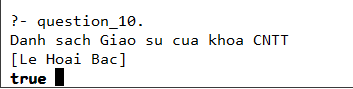 ?- question_10.
Danh sach Giao su cua khoa CNTT
[Le Hoai Bac]
true